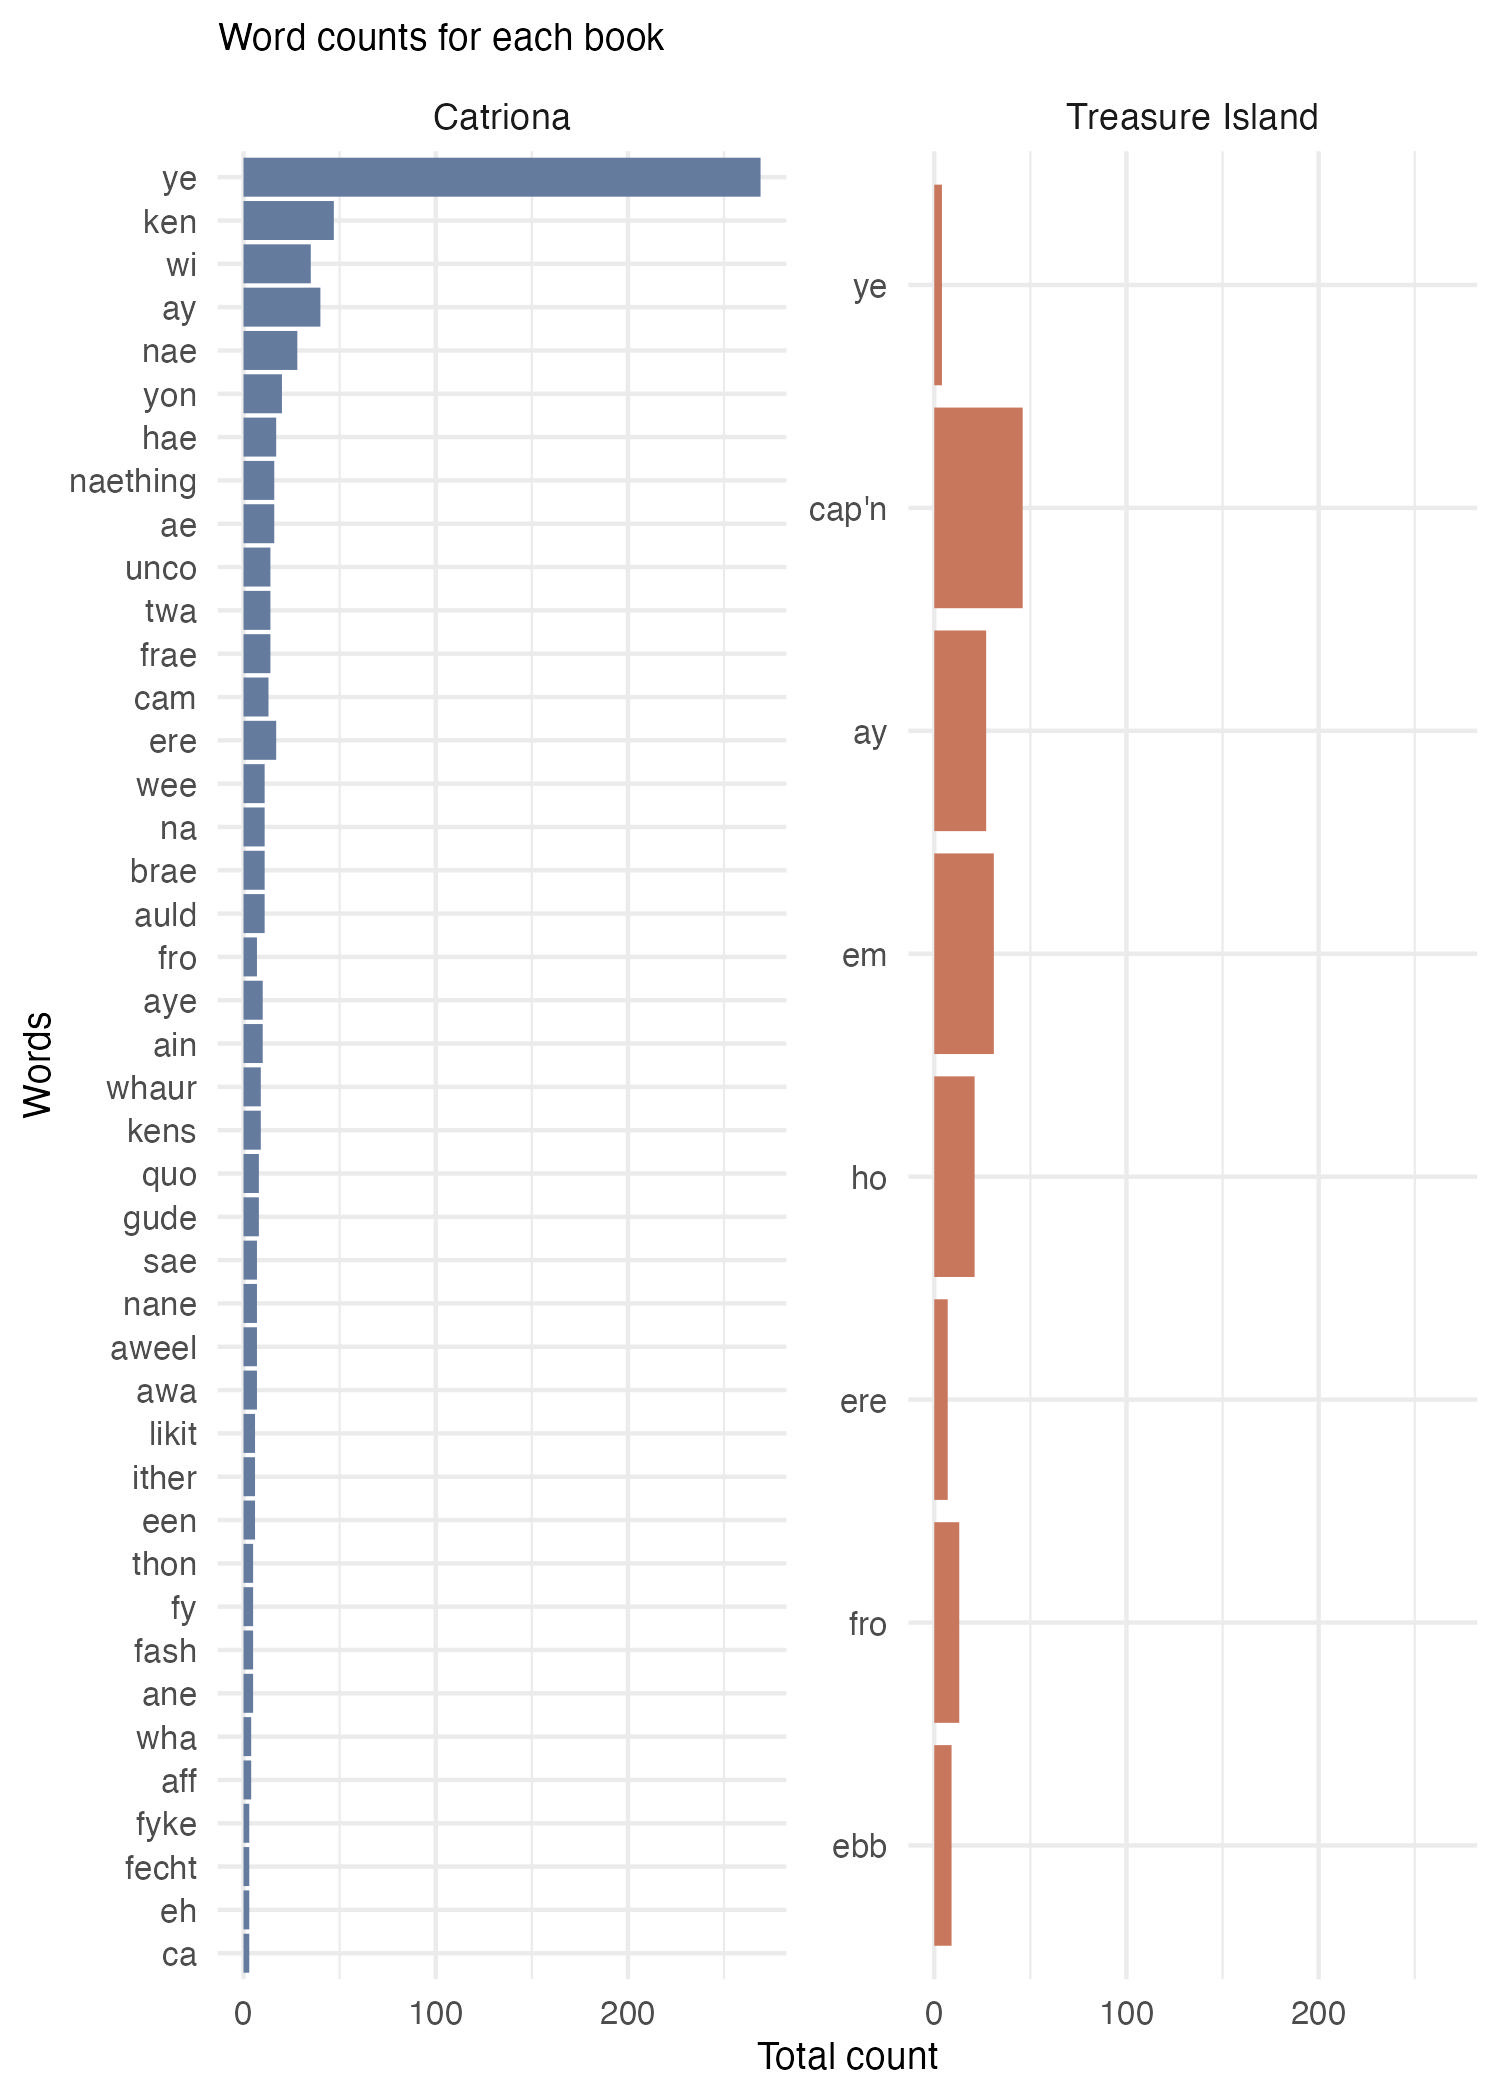 Word counts for each book
Catriona
Treasure Island
Words
ye
ken
wi
ay
nae
yon
hae
naething
ae
unco
twa
frae
cam
ere
wee
na
brae
auld
fro
aye
ain
whaur
kens
quo
gude
sae
nane
aweel
awa
likit
ither
een
thon
fy
fash
ane
wha
aff
fyke
fecht
eh
ca
0 100 200
ye
cap'n
ay
em
ho
ere
fro
ebb
0 100 200
Total count